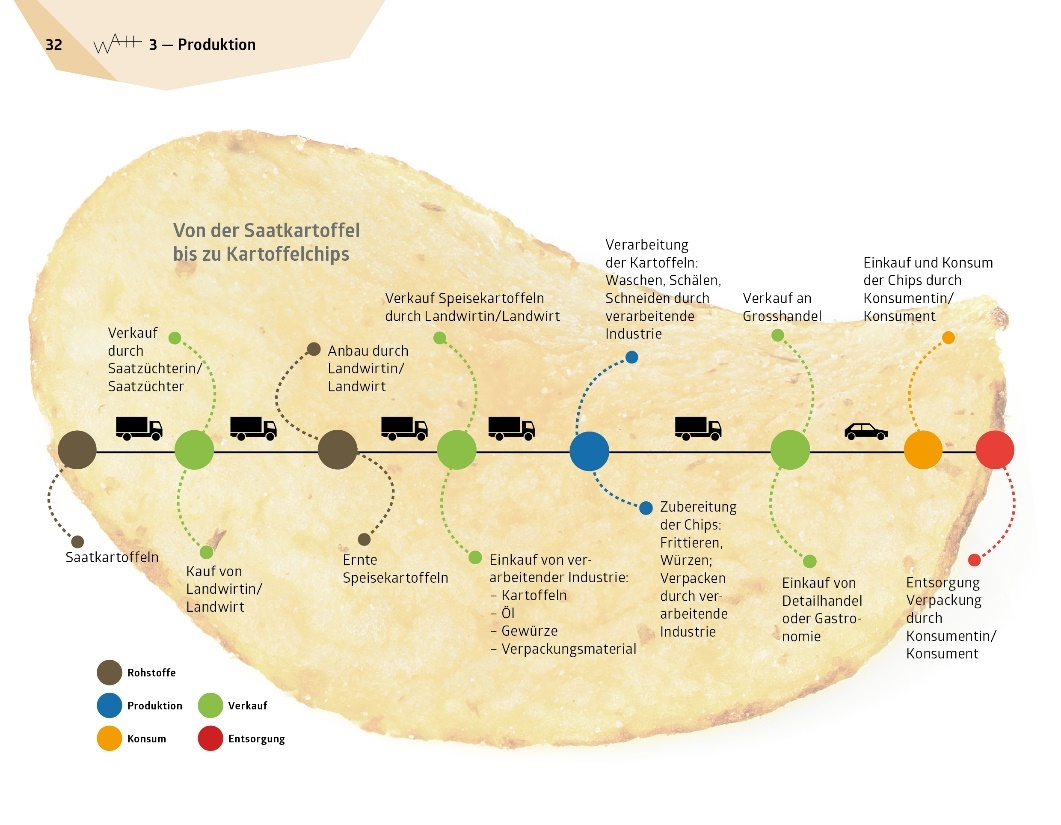 32
WAH 3 — Produktion
Von der Saatkartoffel
bis zu Kartoffelchips
Verkauf
durch
Saatzüchterin/
Saatzüchter
Anbau durch
Landwirtin/
Landwirt
Verkauf Speisekartoffeln
durch Landwirtin/Landwirt
Verarbeitung
der Kartoffeln:
Waschen, Schälen,
Schneiden durch
verarbeitende
Industrie
Verkauf an
Grosshandel
Einkauf und Konsum
der Chips durch
Konsumentin/
Konsument
Saatkartoffeln
Kauf von
Landwirtin/
Landwirt
Ernte
Speisekartoffeln
Einkauf von ver-
arbeitender Industrie:
– Kartoffeln
– Öl
– Gewürze
– Verpackungsmaterial
Zubereitung
der Chips:
Frittieren,
Würzen;
Verpacken
durch ver-
arbeitende
Industrie
Einkauf von
Detailhandel
oder Gastro-
nomie
Entsorgung
Verpackung
durch
Konsumentin/
Konsument
Rohstoffe
Produktion
Verkauf
Konsum
Entsorgung